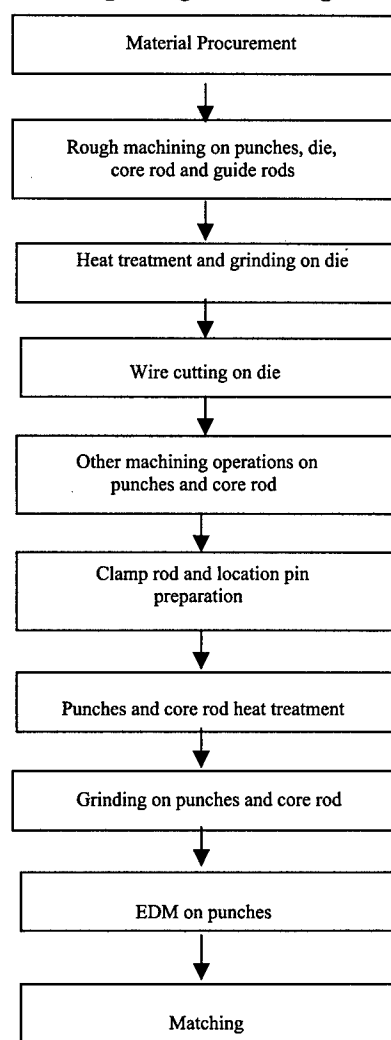 Material Procurement
Rough machining on punches, die,
core rod and guide rods
Heat treatment and grinding on die
Wire cutting on die
Other machining operations on
punches and core rod
Clamp rod and location pin
preparation
Punches and core rod heat treatment
Grinding on punches and core rod
EDM on punches
Matching